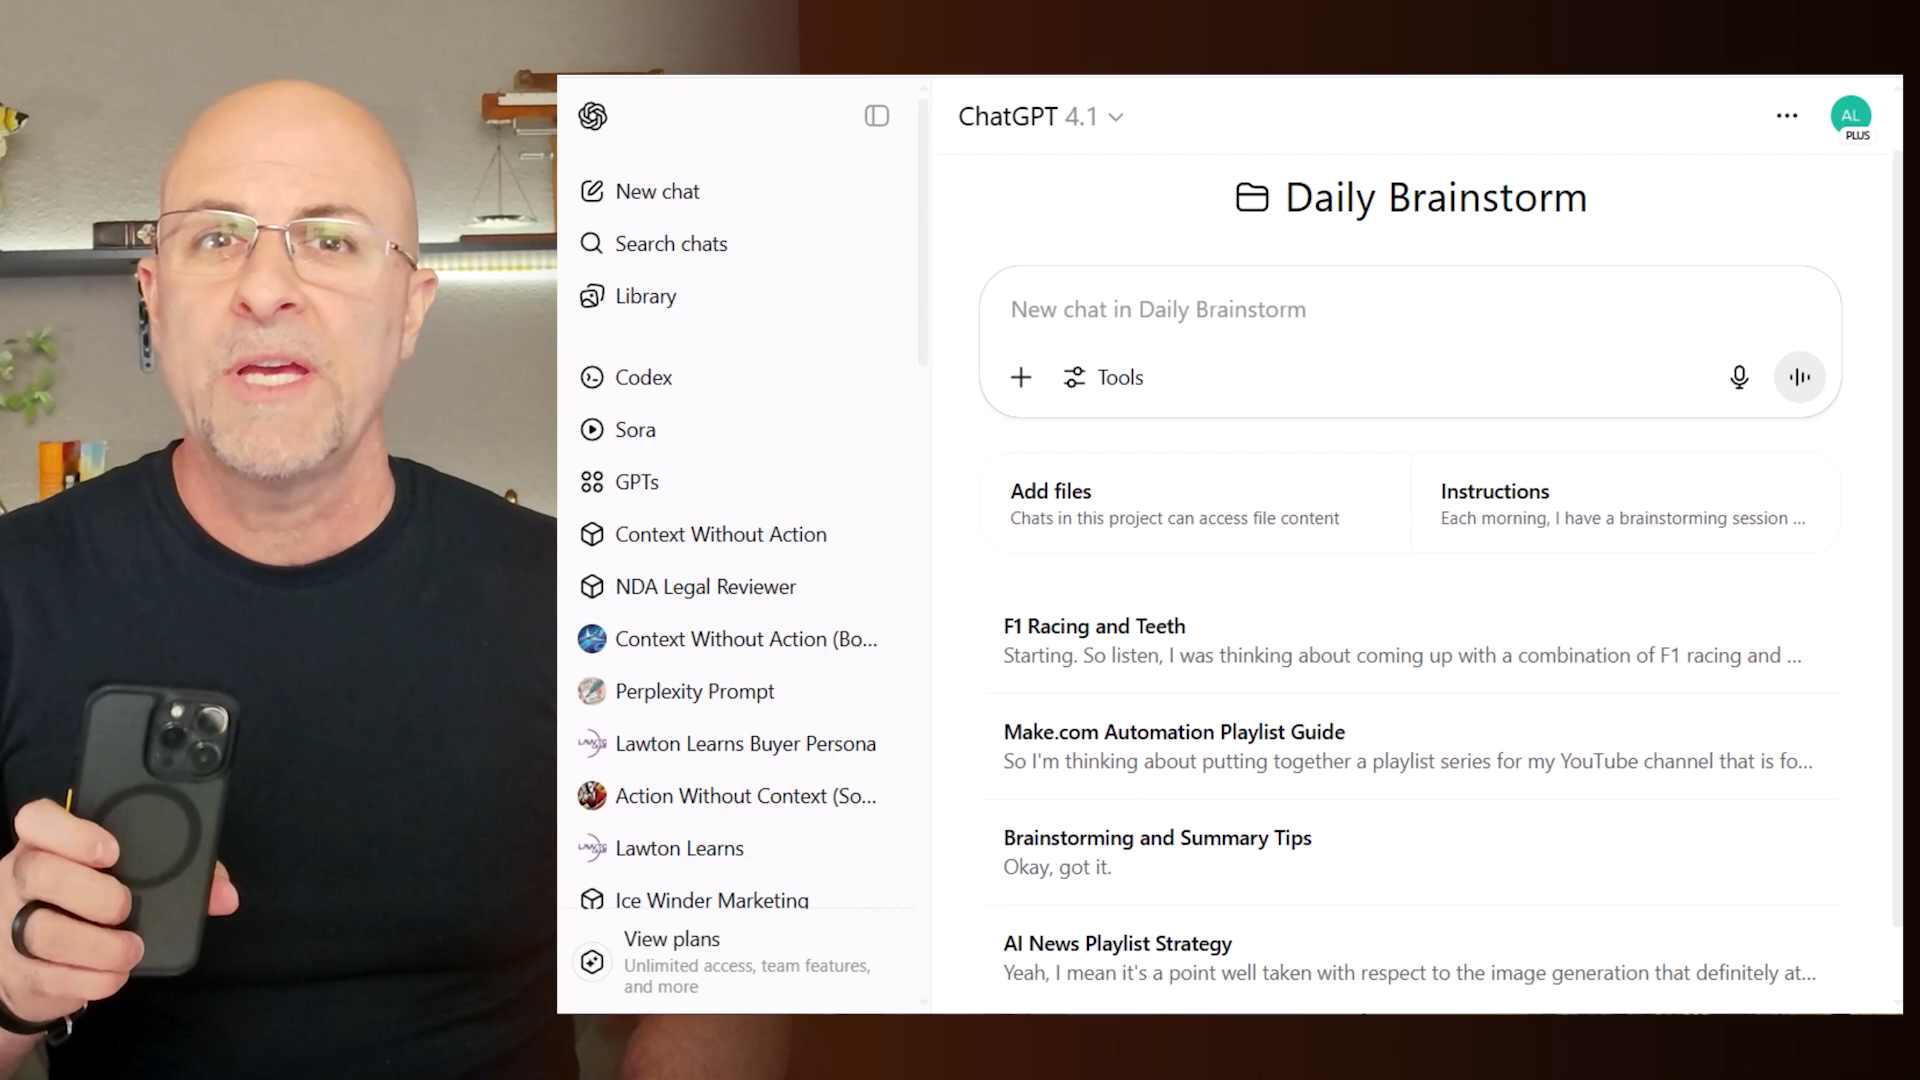 New chat
Search chats
Library
Codex
Sora
GPTs
Context Without Action
NDA Legal Reviewer
Context Without Action (Bo...
Perplexity Prompt
Lawton Learns Buyer Persona
Action Without Context (So...
Lawton Learns
Ice Winder Marketing
View plans
Unlimited access, team features,
and more
ChatGPT 4.1
AL
PLUS
Daily Brainstorm
New chat in Daily Brainstorm
Tools
Add files
Chats in this project can access file content
Instructions
Each morning, I have a brainstorming session ...
F1 Racing and Teeth
Starting. So listen, I was thinking about coming up with a combination of F1 racing and ...
Make.com Automation Playlist Guide
So I'm thinking about putting together a playlist series for my YouTube channel that is fo...
Brainstorming and Summary Tips
Okay, got it.
AI News Playlist Strategy
Yeah, I mean it's a point well taken with respect to the image generation that definitely at...